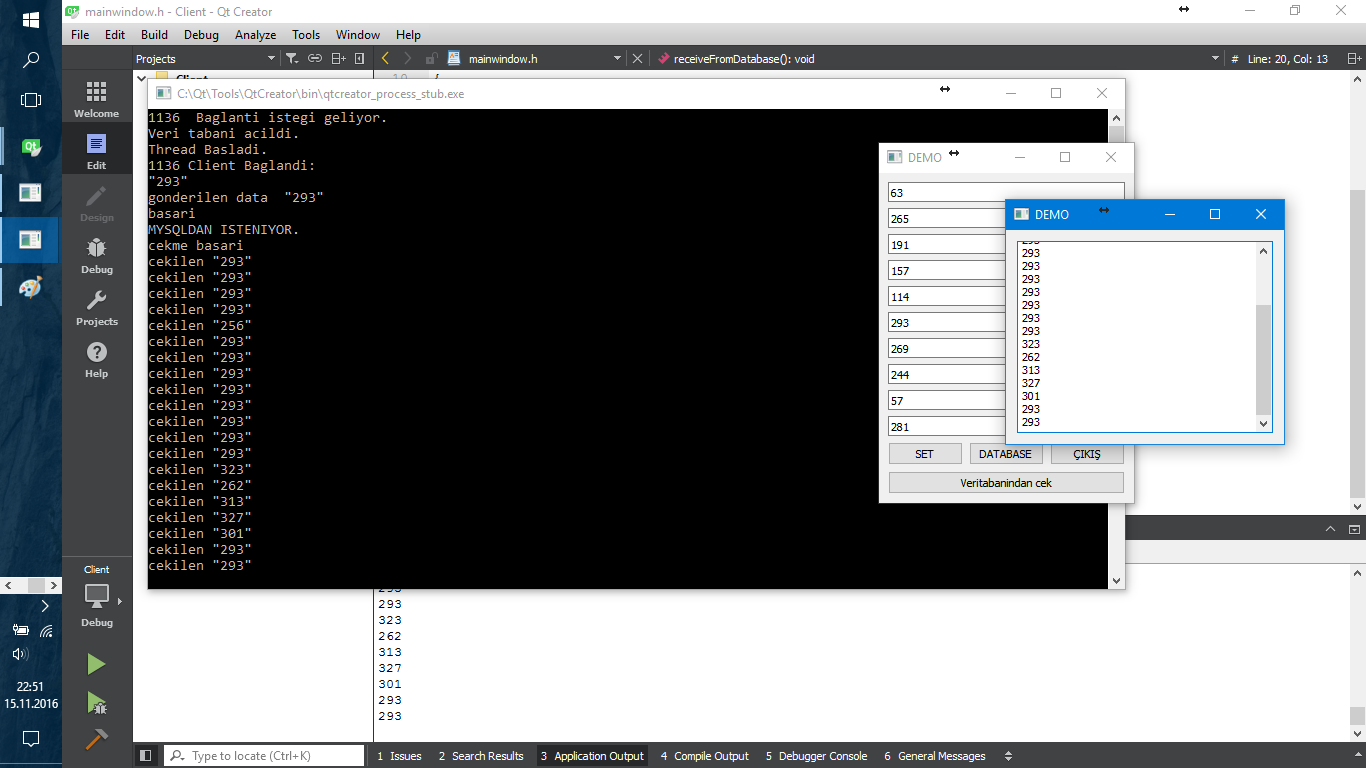 mainwindow.h - Client - Qt Creator
File Edit Build Debug Analyze Tools Window Help
Projects
mainwindow.h
receiveFromDatabase(): void
# Line: 20, Col: 13
Welcome
Edit
Design
Debug
Projects
Help
Client
Debug
C:\Qt\Tools\QtCreator\bin\qtcreator_process_stub.exe
1136  Baglanti istegi geliyor.
Veri tabani acildi.
Thread Basladi.
1136 Client Baglandi:
"293"
gonderilen data  "293"
basari
MYSQLDAN ISTENIYOR.
cekme basari
cekilen "293"
cekilen "293"
cekilen "293"
cekilen "293"
cekilen "256"
cekilen "293"
cekilen "293"
cekilen "293"
cekilen "293"
cekilen "293"
cekilen "293"
cekilen "293"
cekilen "293"
cekilen "323"
cekilen "262"
cekilen "313"
cekilen "327"
cekilen "301"
cekilen "293"
cekilen "293"
DEMO
63
265
191
157
114
293
269
244
57
281
SET DATABASE ÇIKIŞ
Veritabanindan cek
DEMO
293
293
293
293
293
293
293
293
323
262
313
327
301
293
293
293
293
323
262
313
327
301
293
293
22:51
15.11.2016
Type to locate (Ctrl+K)
1 Issues 2 Search Results 3 Application Output 4 Compile Output 5 Debugger Console 6 General Messages